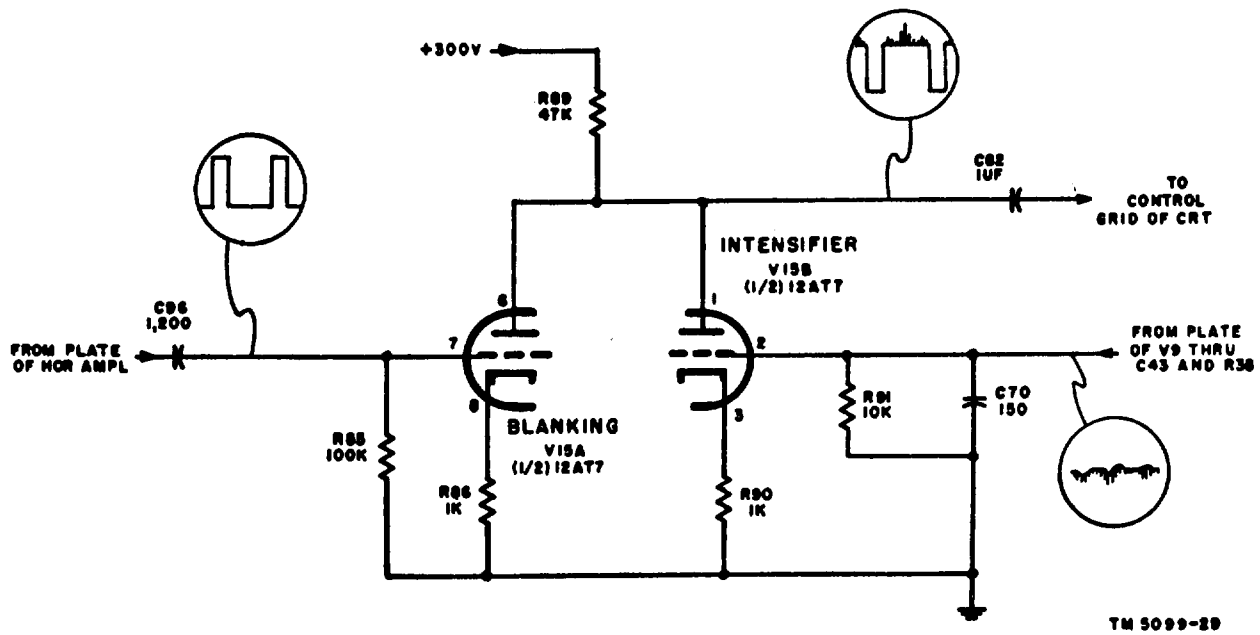 +300V
R89
47K
C82
1UF
TO
CONTROL
GRID OF CRT
INTENSIFIER
V15B
(1/2) 12AT7
6
1
C96
1,200
FROM PLATE
OF HOR AMPL
7
2
FROM PLATE
OF V9 THRU
C43 AND R38
8
3
BLANKING
V15A
(1/2) 12AT7
R85
100K
R86
1K
R90
1K
R91
10K
C70
150
TM 5099-29